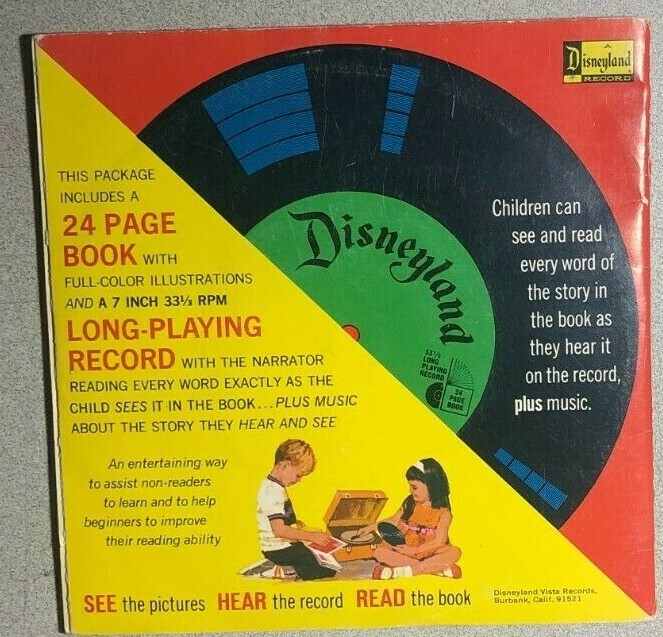 A
Disneyland
RECORD
THIS PACKAGE
INCLUDES A
24 PAGE
BOOK WITH
FULL-COLOR ILLUSTRATIONS
AND A 7 INCH 33⅓ RPM
LONG-PLAYING
RECORD WITH THE NARRATOR
READING EVERY WORD EXACTLY AS THE
CHILD SEES IT IN THE BOOK...PLUS MUSIC
ABOUT THE STORY THEY HEAR AND SEE
Disneyland
33⅓
LONG
PLAYING
RECORD
24
PAGE
BOOK
Children can
see and read
every word of
the story in
the book as
they hear it
on the record,
plus music.
An entertaining way
to assist non-readers
to learn and to help
beginners to improve
their reading ability
SEE the pictures HEAR the record READ the book
Disneyland Vista Records,
Burbank, Calif. 91521